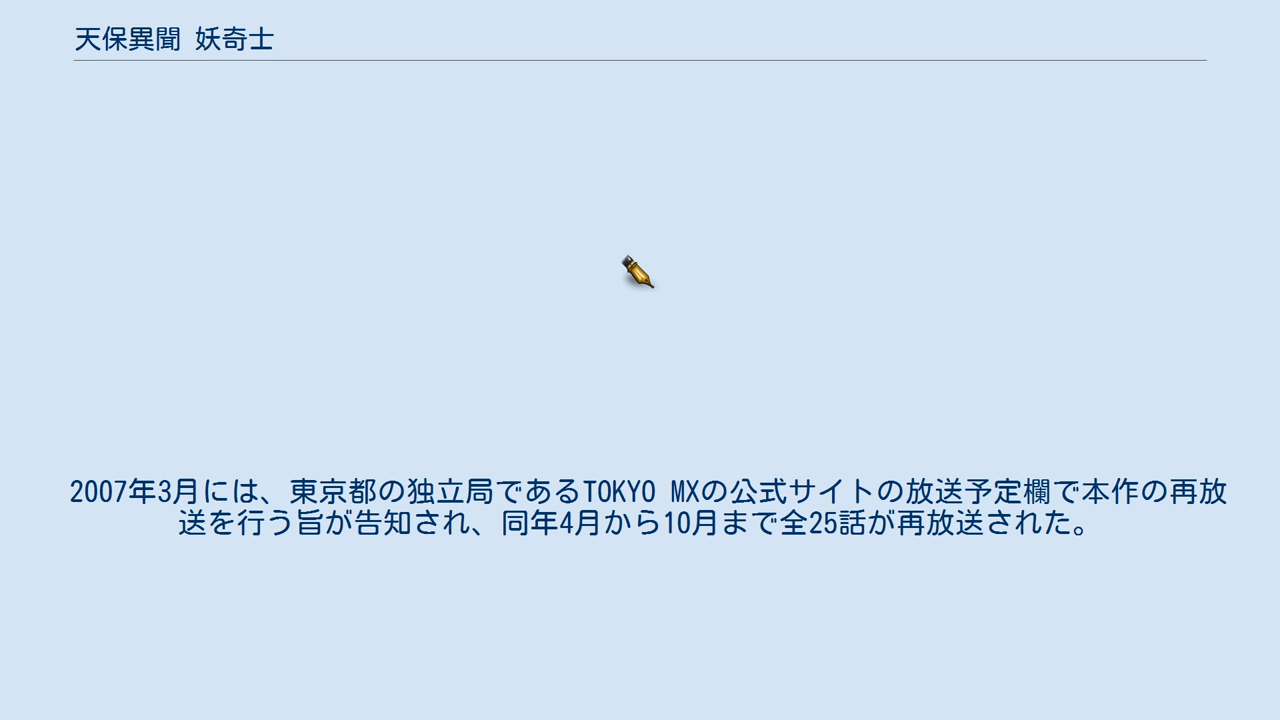 天保異聞 妖奇士
2007年3月には、東京都の独立局であるTOKYO MXの公式サイトの放送予定欄で本作の再放
送を行う旨が告知され、同年4月から10月まで全25話が再放送された。